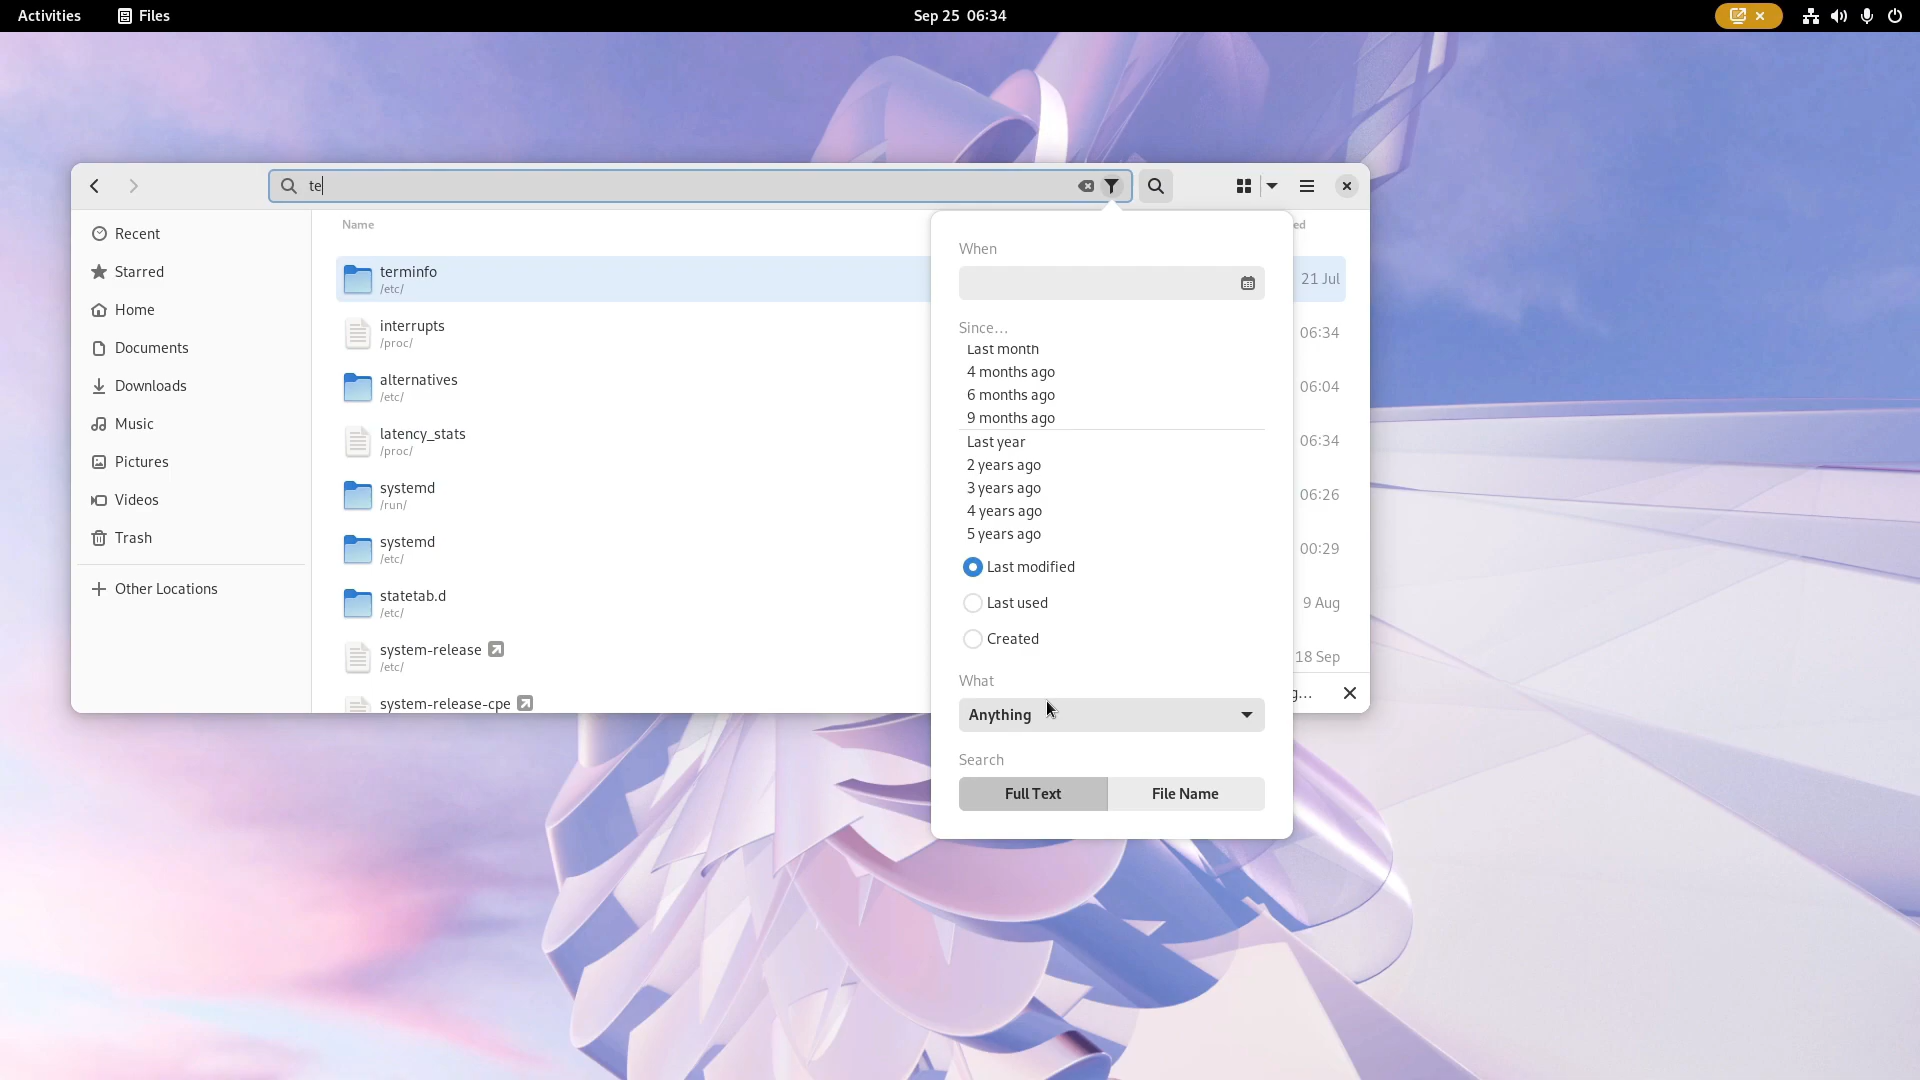 Activities Files Sep 25 06:34
te
Recent
Starred
Home
Documents
Downloads
Music
Pictures
Videos
Trash
Other Locations
Name
terminfo
/etc/
21 Jul
interrupts
/proc/
06:34
alternatives
/etc/
06:04
latency_stats
/proc/
06:34
systemd
/run/
06:26
systemd
/etc/
00:29
statetab.d
/etc/
9 Aug
system-release
/etc/
18 Sep
system-release-cpe
When
Since…
Last month
4 months ago
6 months ago
9 months ago
Last year
2 years ago
3 years ago
4 years ago
5 years ago
Last modified
Last used
Created
What
Anything
Search
Full Text File Name